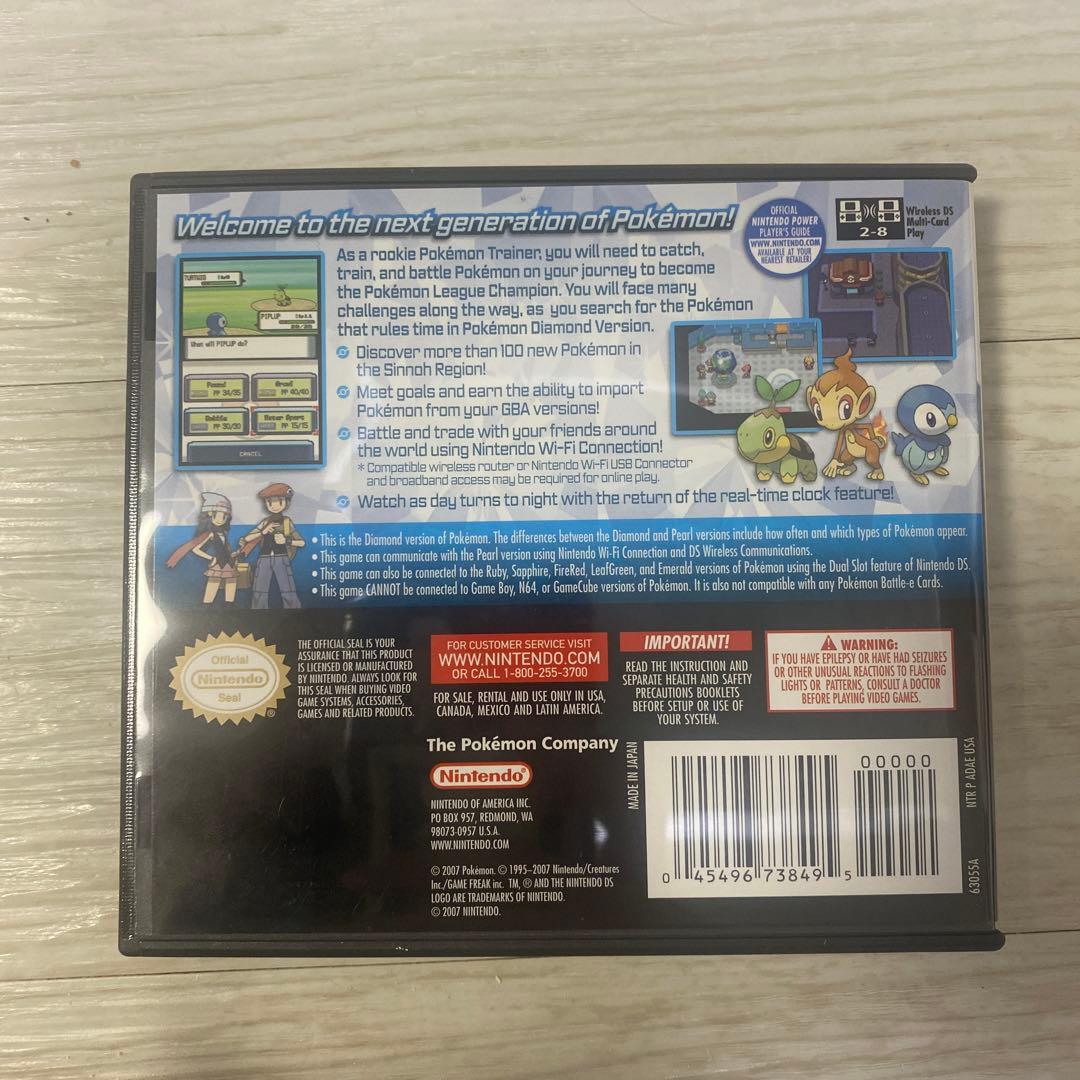 Welcome to the next generation of Pokémon!
OFFICIAL
NINTENDO POWER
PLAYER'S GUIDE
WWW.NINTENDO.COM
AVAILABLE AT YOUR
NEAREST RETAILER!
2-8
Wireless DS
Multi-Card
Play
As a rookie Pokémon Trainer, you will need to catch,
train, and battle Pokémon on your journey to become
the Pokémon League Champion. You will face many
challenges along the way, as you search for the Pokémon
that rules time in Pokémon Diamond Version.
Discover more than 100 new Pokémon in
the Sinnoh Region!
Meet goals and earn the ability to import
Pokémon from your GBA versions!
Battle and trade with your friends around
the world using Nintendo Wi-Fi Connection!
* Compatible wireless router or Nintendo Wi-Fi USB Connector
and broadband access may be required for online play.
Watch as day turns to night with the return of the real-time clock feature!
TURTWIG
PIPLUP
20/20
What will PIPLUP do?
Pound
PP 34/35
Growl
PP 40/40
Bubble
PP 30/30
Water Sport
PP 15/15
CANCEL
• This is the Diamond version of Pokémon. The differences between the Diamond and Pearl versions include how often and which types of Pokémon appear.
• This game can communicate with the Pearl version using Nintendo Wi-Fi Connection and DS Wireless Communications.
• This game can also be connected to the Ruby, Sapphire, FireRed, LeafGreen, and Emerald versions of Pokémon using the Dual Slot feature of Nintendo DS.
• This game CANNOT be connected to Game Boy, N64, or GameCube versions of Pokémon. It is also not compatible with any Pokémon Battle-e Cards.
Official
Nintendo
Seal
®
THE OFFICIAL SEAL IS YOUR
ASSURANCE THAT THIS PRODUCT
IS LICENSED OR MANUFACTURED
BY NINTENDO. ALWAYS LOOK FOR
THIS SEAL WHEN BUYING VIDEO
GAME SYSTEMS, ACCESSORIES,
GAMES AND RELATED PRODUCTS.
FOR CUSTOMER SERVICE VISIT
WWW.NINTENDO.COM
OR CALL 1-800-255-3700
FOR SALE, RENTAL AND USE ONLY IN USA,
CANADA, MEXICO AND LATIN AMERICA.
IMPORTANT!
READ THE INSTRUCTION AND
SEPARATE HEALTH AND SAFETY
PRECAUTIONS BOOKLETS
BEFORE SETUP OR USE OF
YOUR SYSTEM.
WARNING:
IF YOU HAVE EPILEPSY OR HAVE HAD SEIZURES
OR OTHER UNUSUAL REACTIONS TO FLASHING
LIGHTS OR PATTERNS, CONSULT A DOCTOR
BEFORE PLAYING VIDEO GAMES.
The Pokémon Company
Nintendo®
NINTENDO OF AMERICA INC.
PO BOX 957, REDMOND, WA
98073-0957 U.S.A.
WWW.NINTENDO.COM
© 2007 Pokémon. © 1995–2007 Nintendo/Creatures
Inc./GAME FREAK inc. TM, ® AND THE NINTENDO DS
LOGO ARE TRADEMARKS OF NINTENDO.
© 2007 NINTENDO.
MADE IN JAPAN
00000
0 45496 73849 5
NTR P ADAE USA
63055A